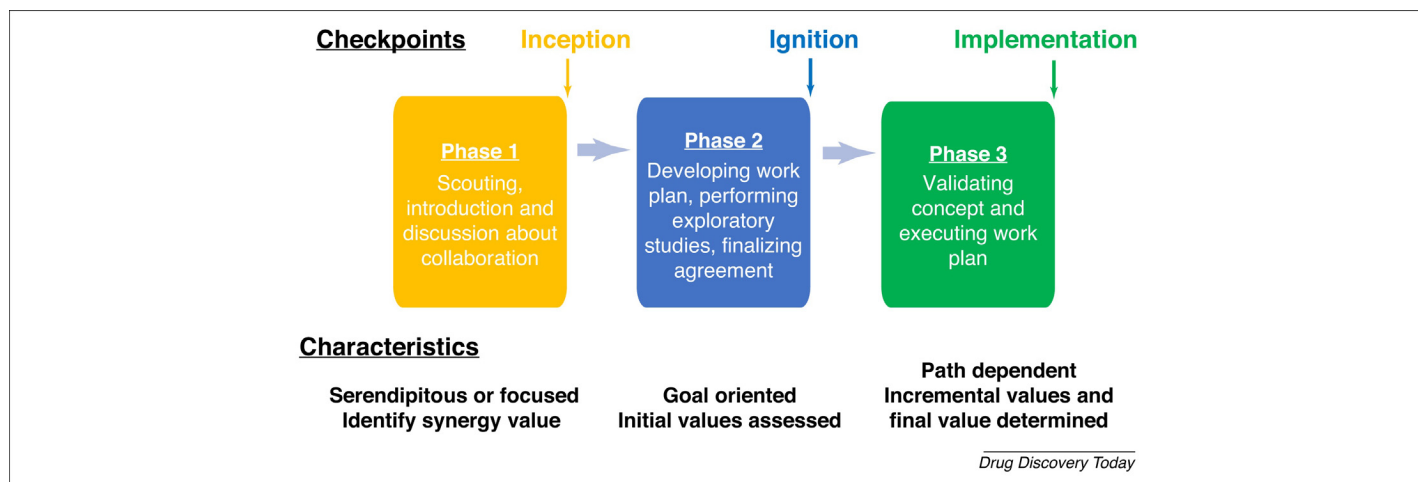 Checkpoints
Inception
Ignition
Implementation
Phase 1
Scouting,
introduction and
discussion about
collaboration
Phase 2
Developing work
plan, performing
exploratory
studies, finalizing
agreement
Phase 3
Validating
concept and
executing work
plan
Characteristics
Serendipitous or focused
Identify synergy value
Goal oriented
Initial values assessed
Path dependent
Incremental values and
final value determined
Drug Discovery Today